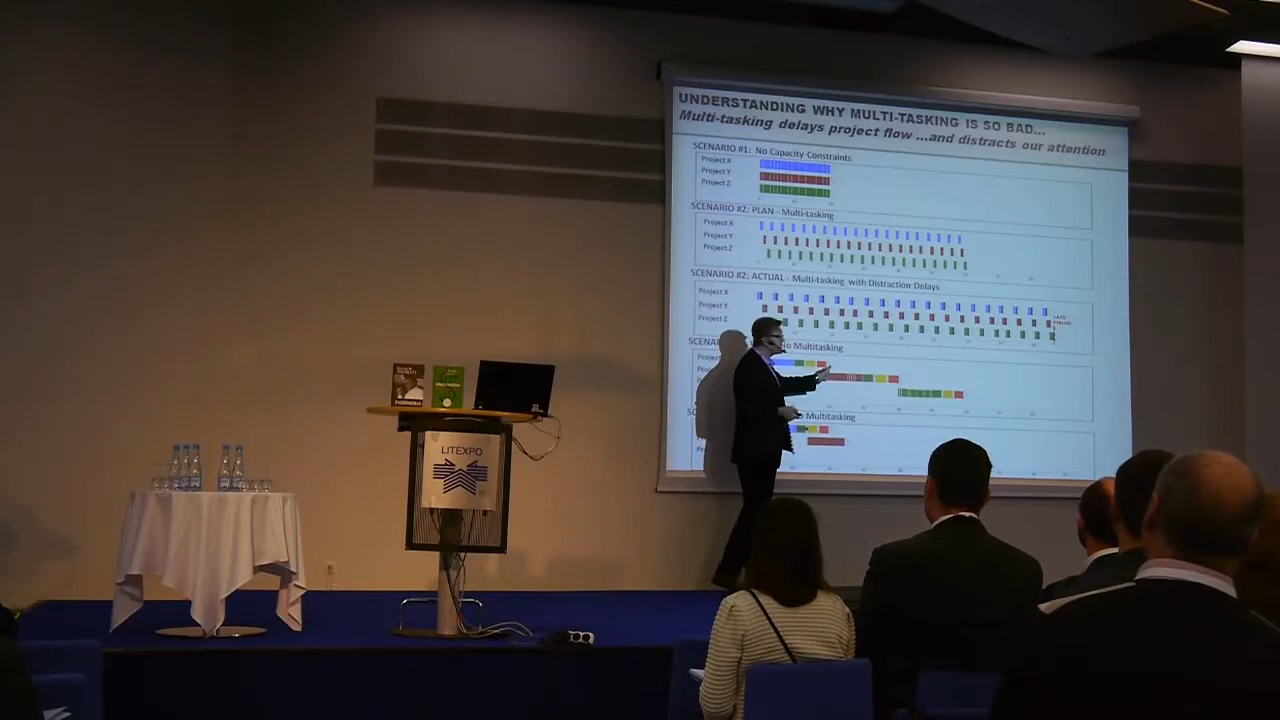 UNDERSTANDING WHY MULTI-TASKING IS SO BAD...
Multi-tasking delays project flow ...and distracts our attention
SCENARIO #1: No Capacity Constraints
Project X
Project Y
Project Z
SCENARIO #2: PLAN - Multi-tasking
Project X
Project Y
Project Z
SCENARIO #2: ACTUAL - Multi-tasking with Distraction Delays
Project X
Project Y
Project Z
No Multitasking
Multitasking
LITEXPO